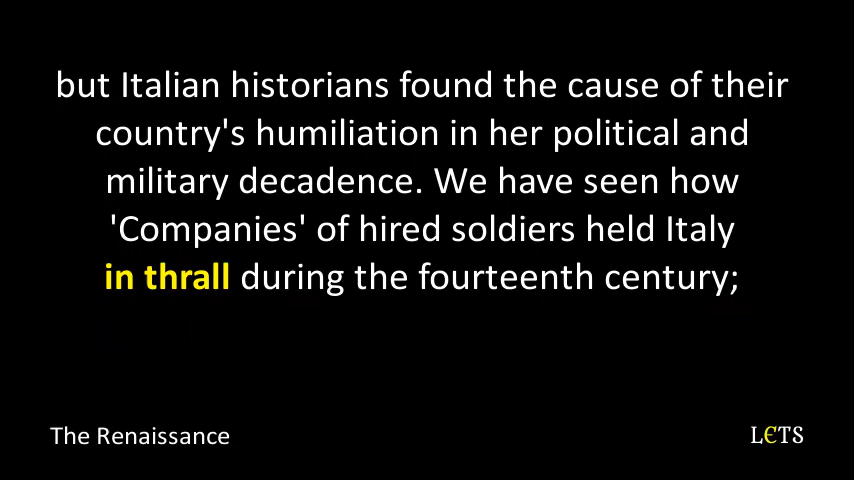 but Italian historians found the cause of their
country's humiliation in her political and
military decadence. We have seen how
'Companies' of hired soldiers held Italy
in thrall during the fourteenth century;
The Renaissance
LЄTS